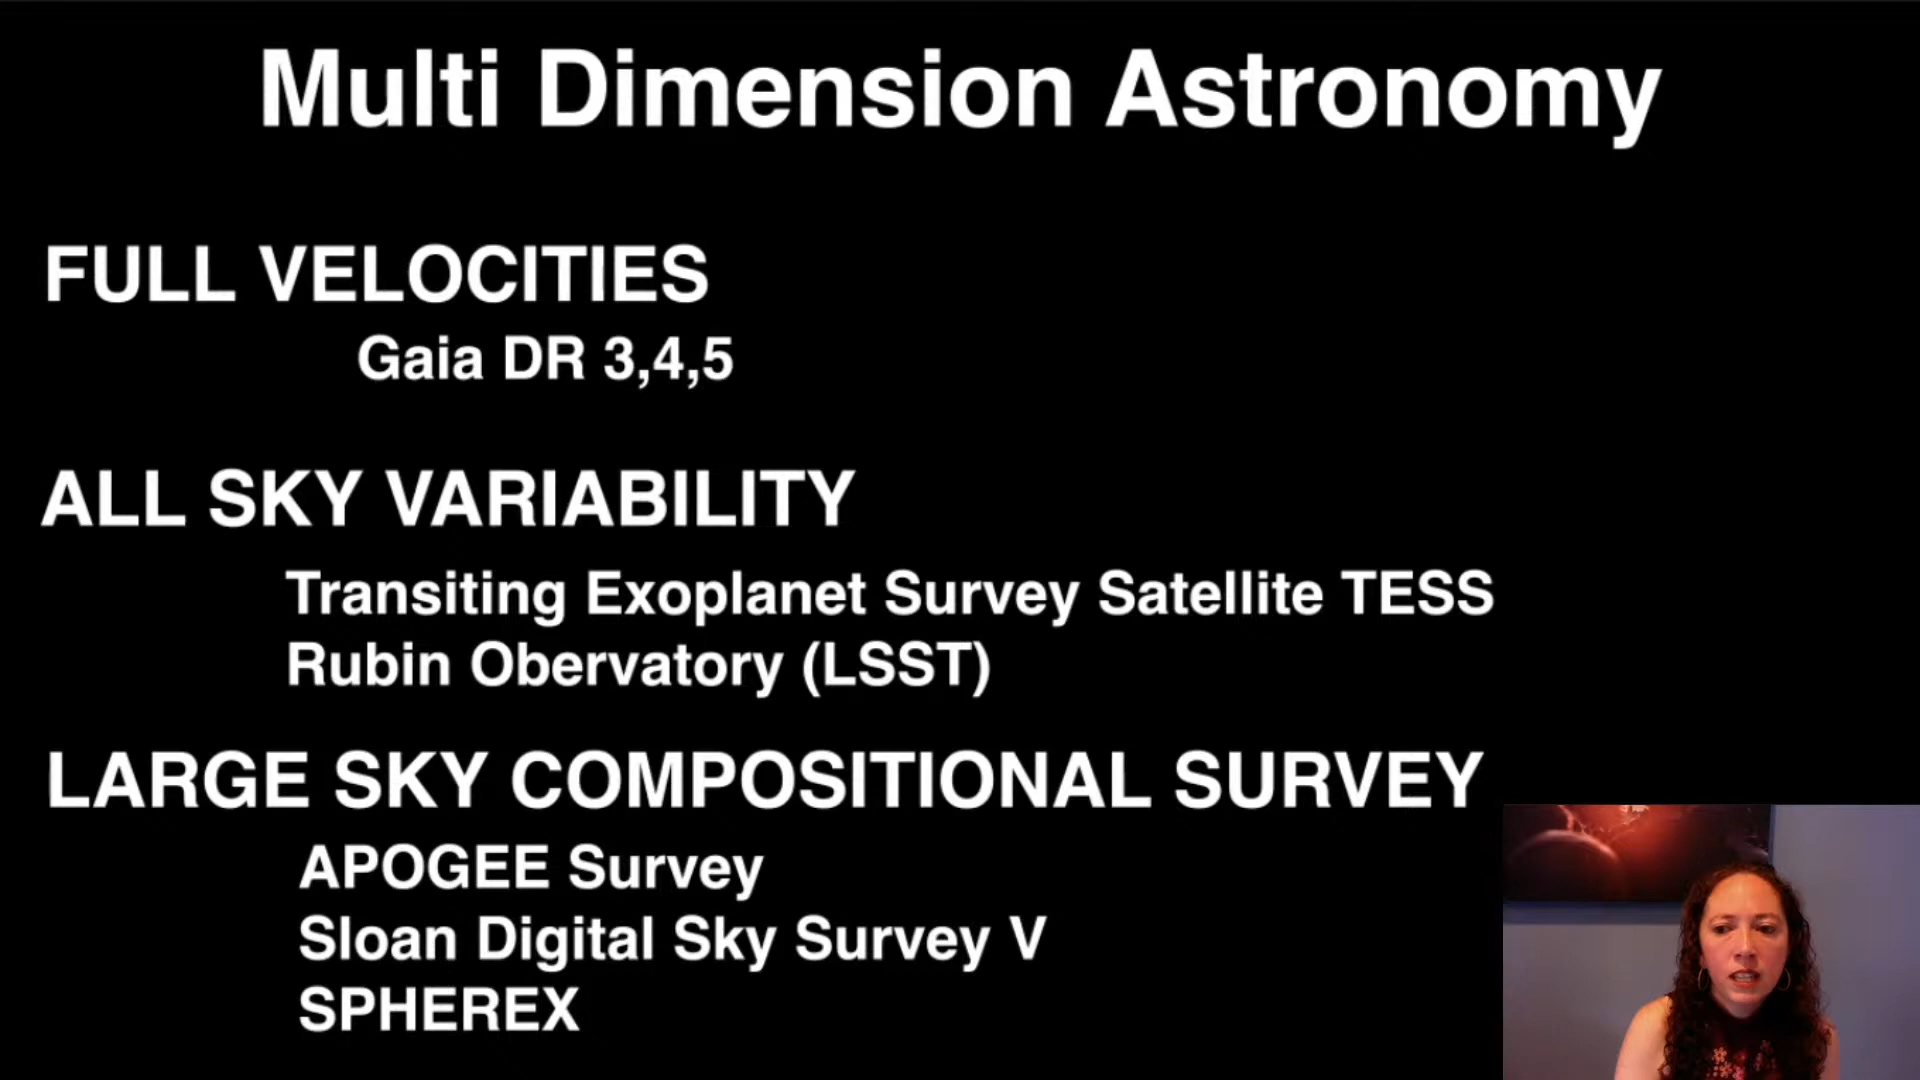 Multi Dimension Astronomy
FULL VELOCITIES
Gaia DR 3,4,5
ALL SKY VARIABILITY
Transiting Exoplanet Survey Satellite TESS
Rubin Obervatory (LSST)
LARGE SKY COMPOSITIONAL SURVEY
APOGEE Survey
Sloan Digital Sky Survey V
SPHEREX